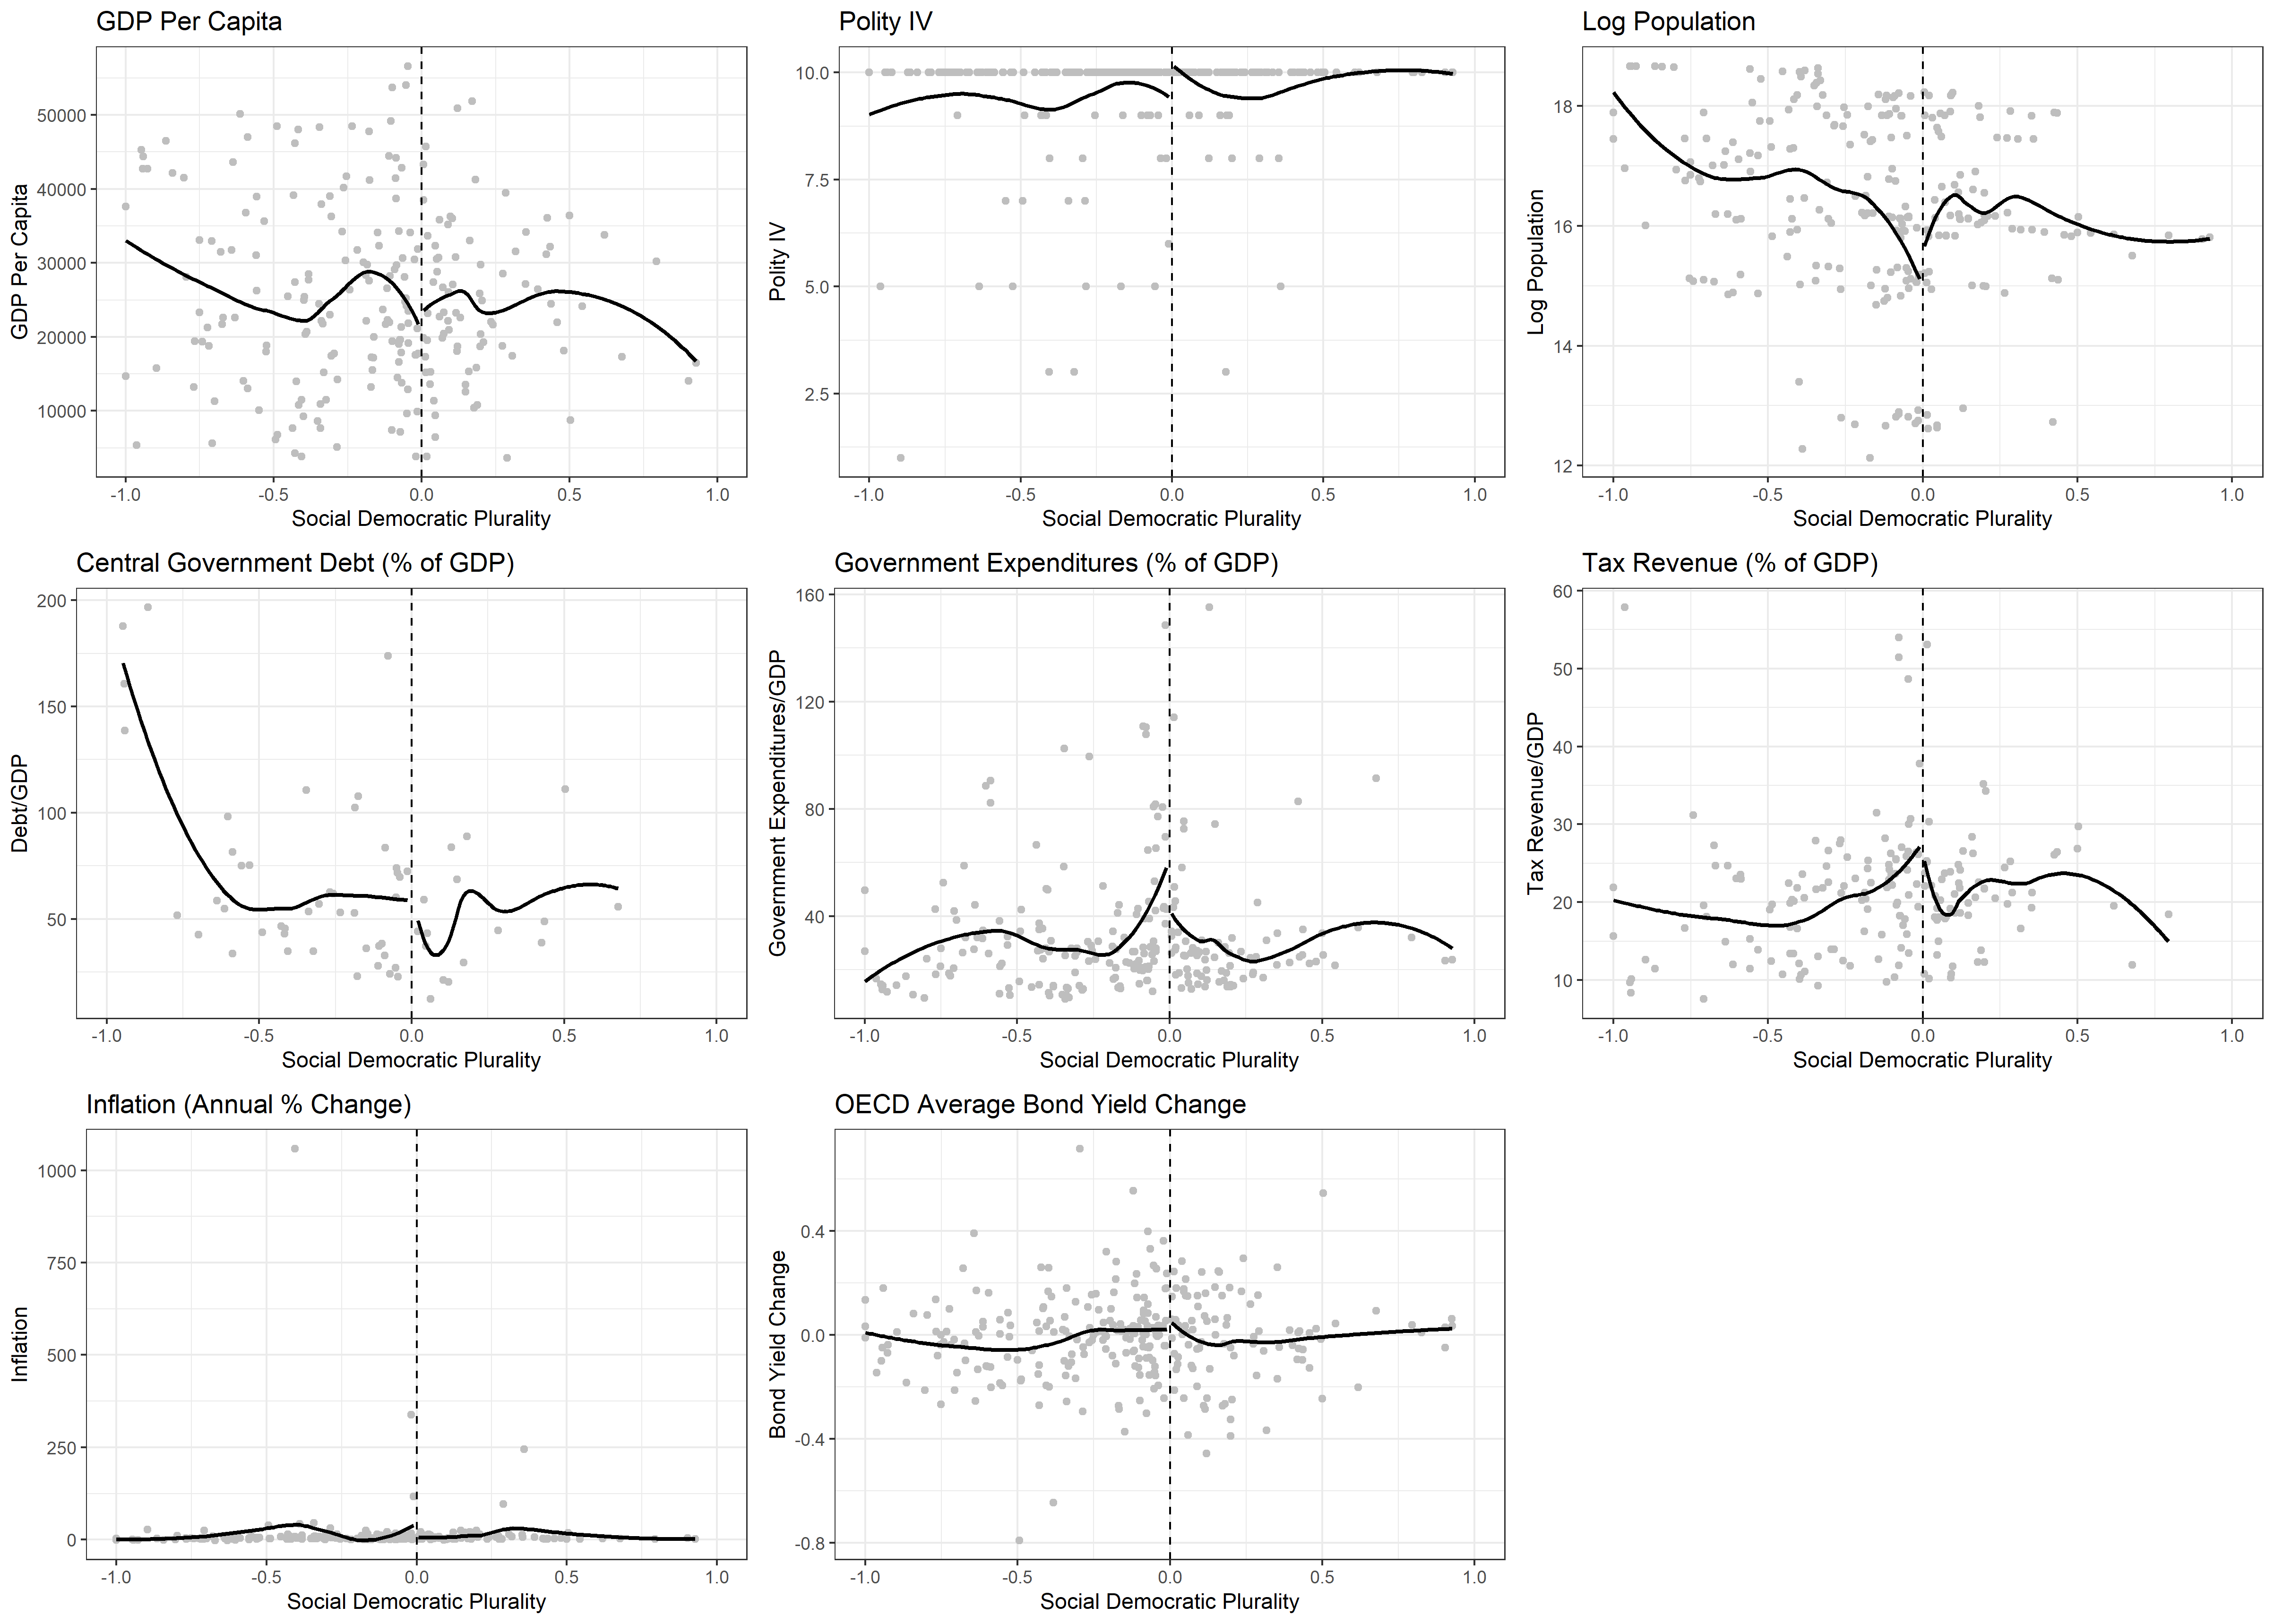 GDP Per Capita
GDP Per Capita
50000
40000
30000
20000
10000
-1.0 -0.5 0.0 0.5 1.0
Social Democratic Plurality
Polity IV
Polity IV
10.0
7.5
5.0
2.5
-1.0 -0.5 0.0 0.5 1.0
Social Democratic Plurality
Log Population
Log Population
18
16
14
12
-1.0 -0.5 0.0 0.5 1.0
Social Democratic Plurality
Central Government Debt (% of GDP)
Debt/GDP
200
150
100
50
-1.0 -0.5 0.0 0.5 1.0
Social Democratic Plurality
Government Expenditures (% of GDP)
Government Expenditures/GDP
160
120
80
40
-1.0 -0.5 0.0 0.5 1.0
Social Democratic Plurality
Tax Revenue (% of GDP)
Tax Revenue/GDP
60
50
40
30
20
10
-1.0 -0.5 0.0 0.5 1.0
Social Democratic Plurality
Inflation (Annual % Change)
Inflation
1000
750
500
250
0
-1.0 -0.5 0.0 0.5 1.0
Social Democratic Plurality
OECD Average Bond Yield Change
Bond Yield Change
0.4
0.0
-0.4
-0.8
-1.0 -0.5 0.0 0.5 1.0
Social Democratic Plurality